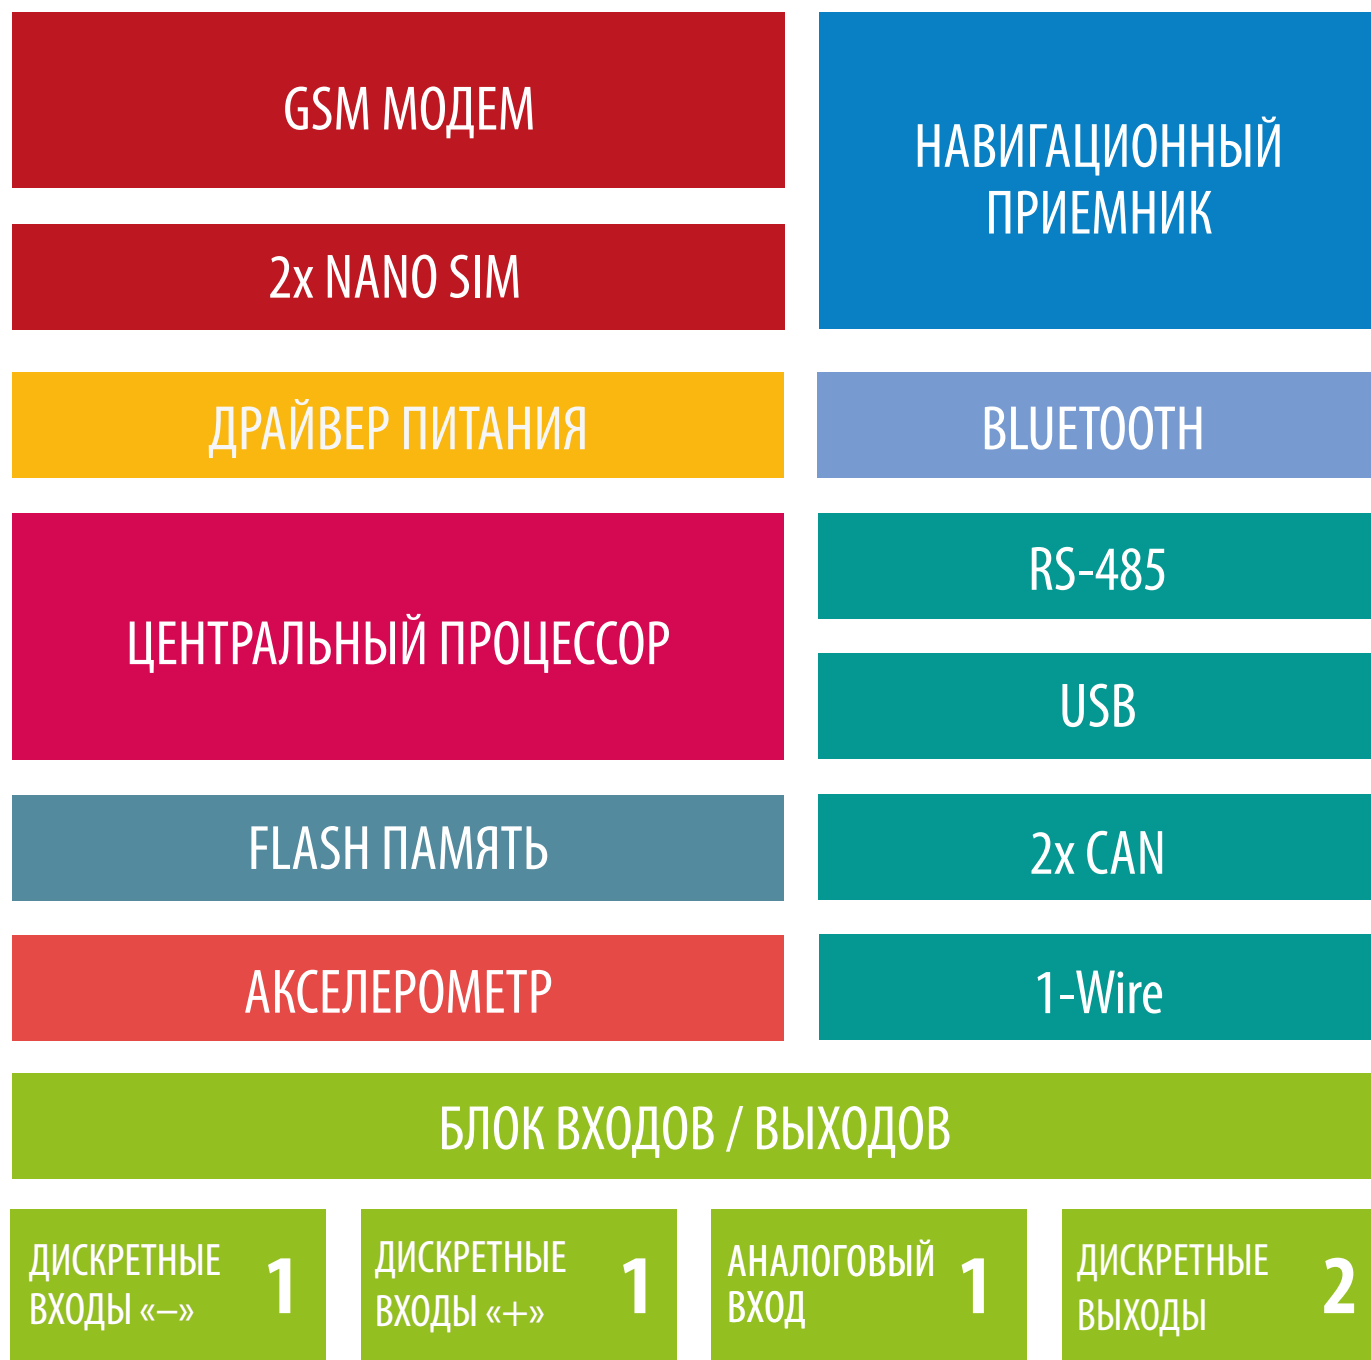 GSM МОДЕМ
НАВИГАЦИОННЫЙ
ПРИЕМНИК
2x NANO SIM
ДРАЙВЕР ПИТАНИЯ
BLUETOOTH
ЦЕНТРАЛЬНЫЙ ПРОЦЕССОР
RS-485
USB
FLASH ПАМЯТЬ
2x CAN
АКСЕЛЕРОМЕТР
1-Wire
БЛОК ВХОДОВ / ВЫХОДОВ
ДИСКРЕТНЫЕ
ВХОДЫ «–»
1
ДИСКРЕТНЫЕ
ВХОДЫ «+»
1
АНАЛОГОВЫЙ
ВХОД
1
ДИСКРЕТНЫЕ
ВЫХОДЫ
2